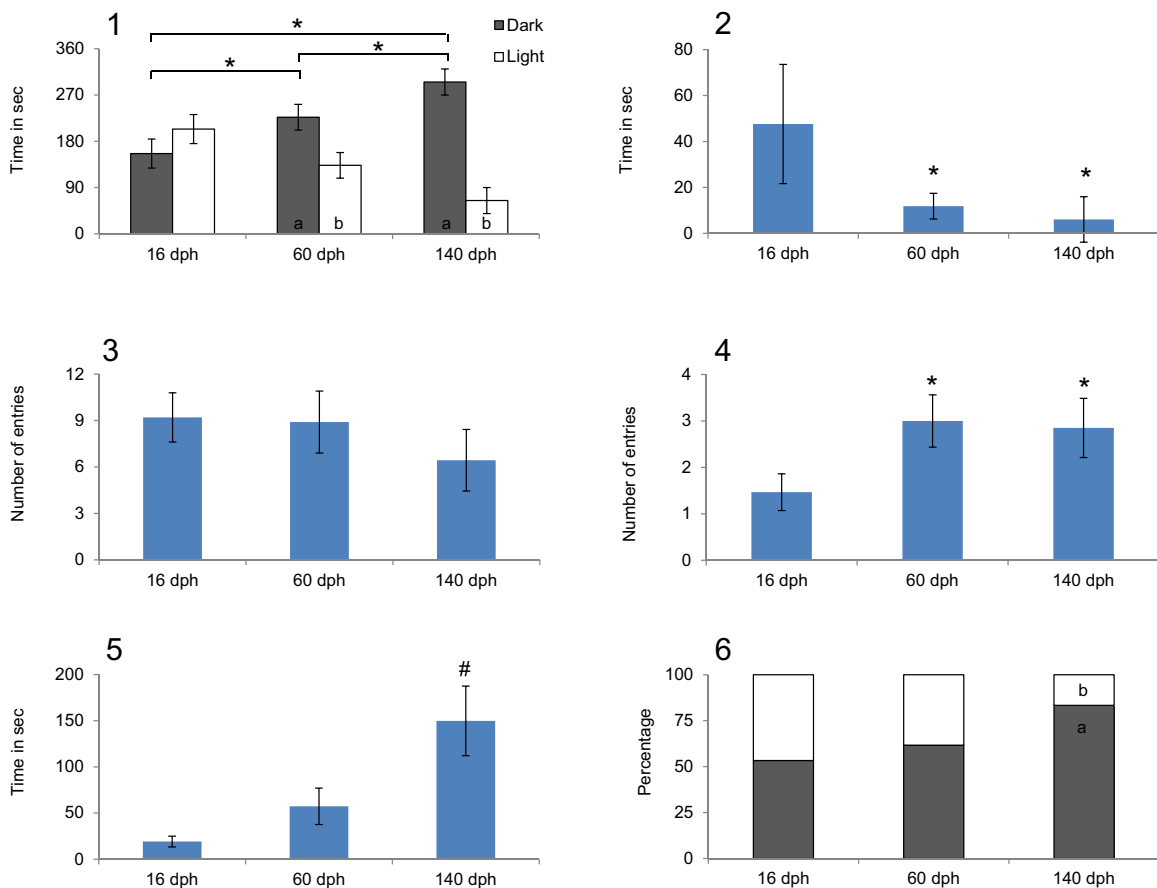 1
* Dark
* Light
*
360
270
180
90
0
Time in sec
a b a b
16 dph 60 dph 140 dph
2
80
60
40
20
0
Time in sec
* *
16 dph 60 dph 140 dph
3
12
9
6
3
0
Number of entries
16 dph 60 dph 140 dph
4
4
3
2
1
0
Number of entries
* *
16 dph 60 dph 140 dph
5
200
150
100
50
0
Time in sec
#
16 dph 60 dph 140 dph
6
100
75
50
25
0
Percentage
b
a
16 dph 60 dph 140 dph